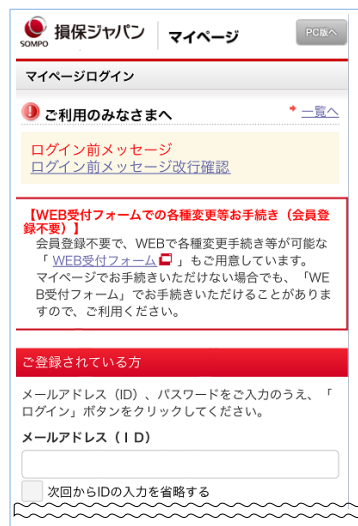 SOMPO 損保ジャパン マイページ PC版へ
マイページログイン
ご利用のみなさまへ 一覧へ
ログイン前メッセージ
ログイン前メッセージ改行確認
【WEB受付フォームでの各種変更等お手続き（会員登
録不要）】
会員登録不要で、WEBで各種変更手続き等が可能な
「 WEB受付フォーム 」もご用意しています。
マイページでお手続きいただけない場合でも、「WE
B受付フォーム」でお手続きいただけることがありま
すので、ご利用ください。
ご登録されている方
メールアドレス（ID）、パスワードをご入力のうえ、「
ログイン」ボタンをクリックしてください。
メールアドレス（ＩＤ）
次回からIDの入力を省略する